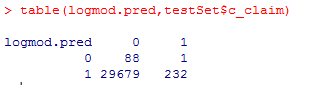 > table(logmod.pred,testSet$c_claim)
logmod.pred 0 1
0 88 1
1 29679 232